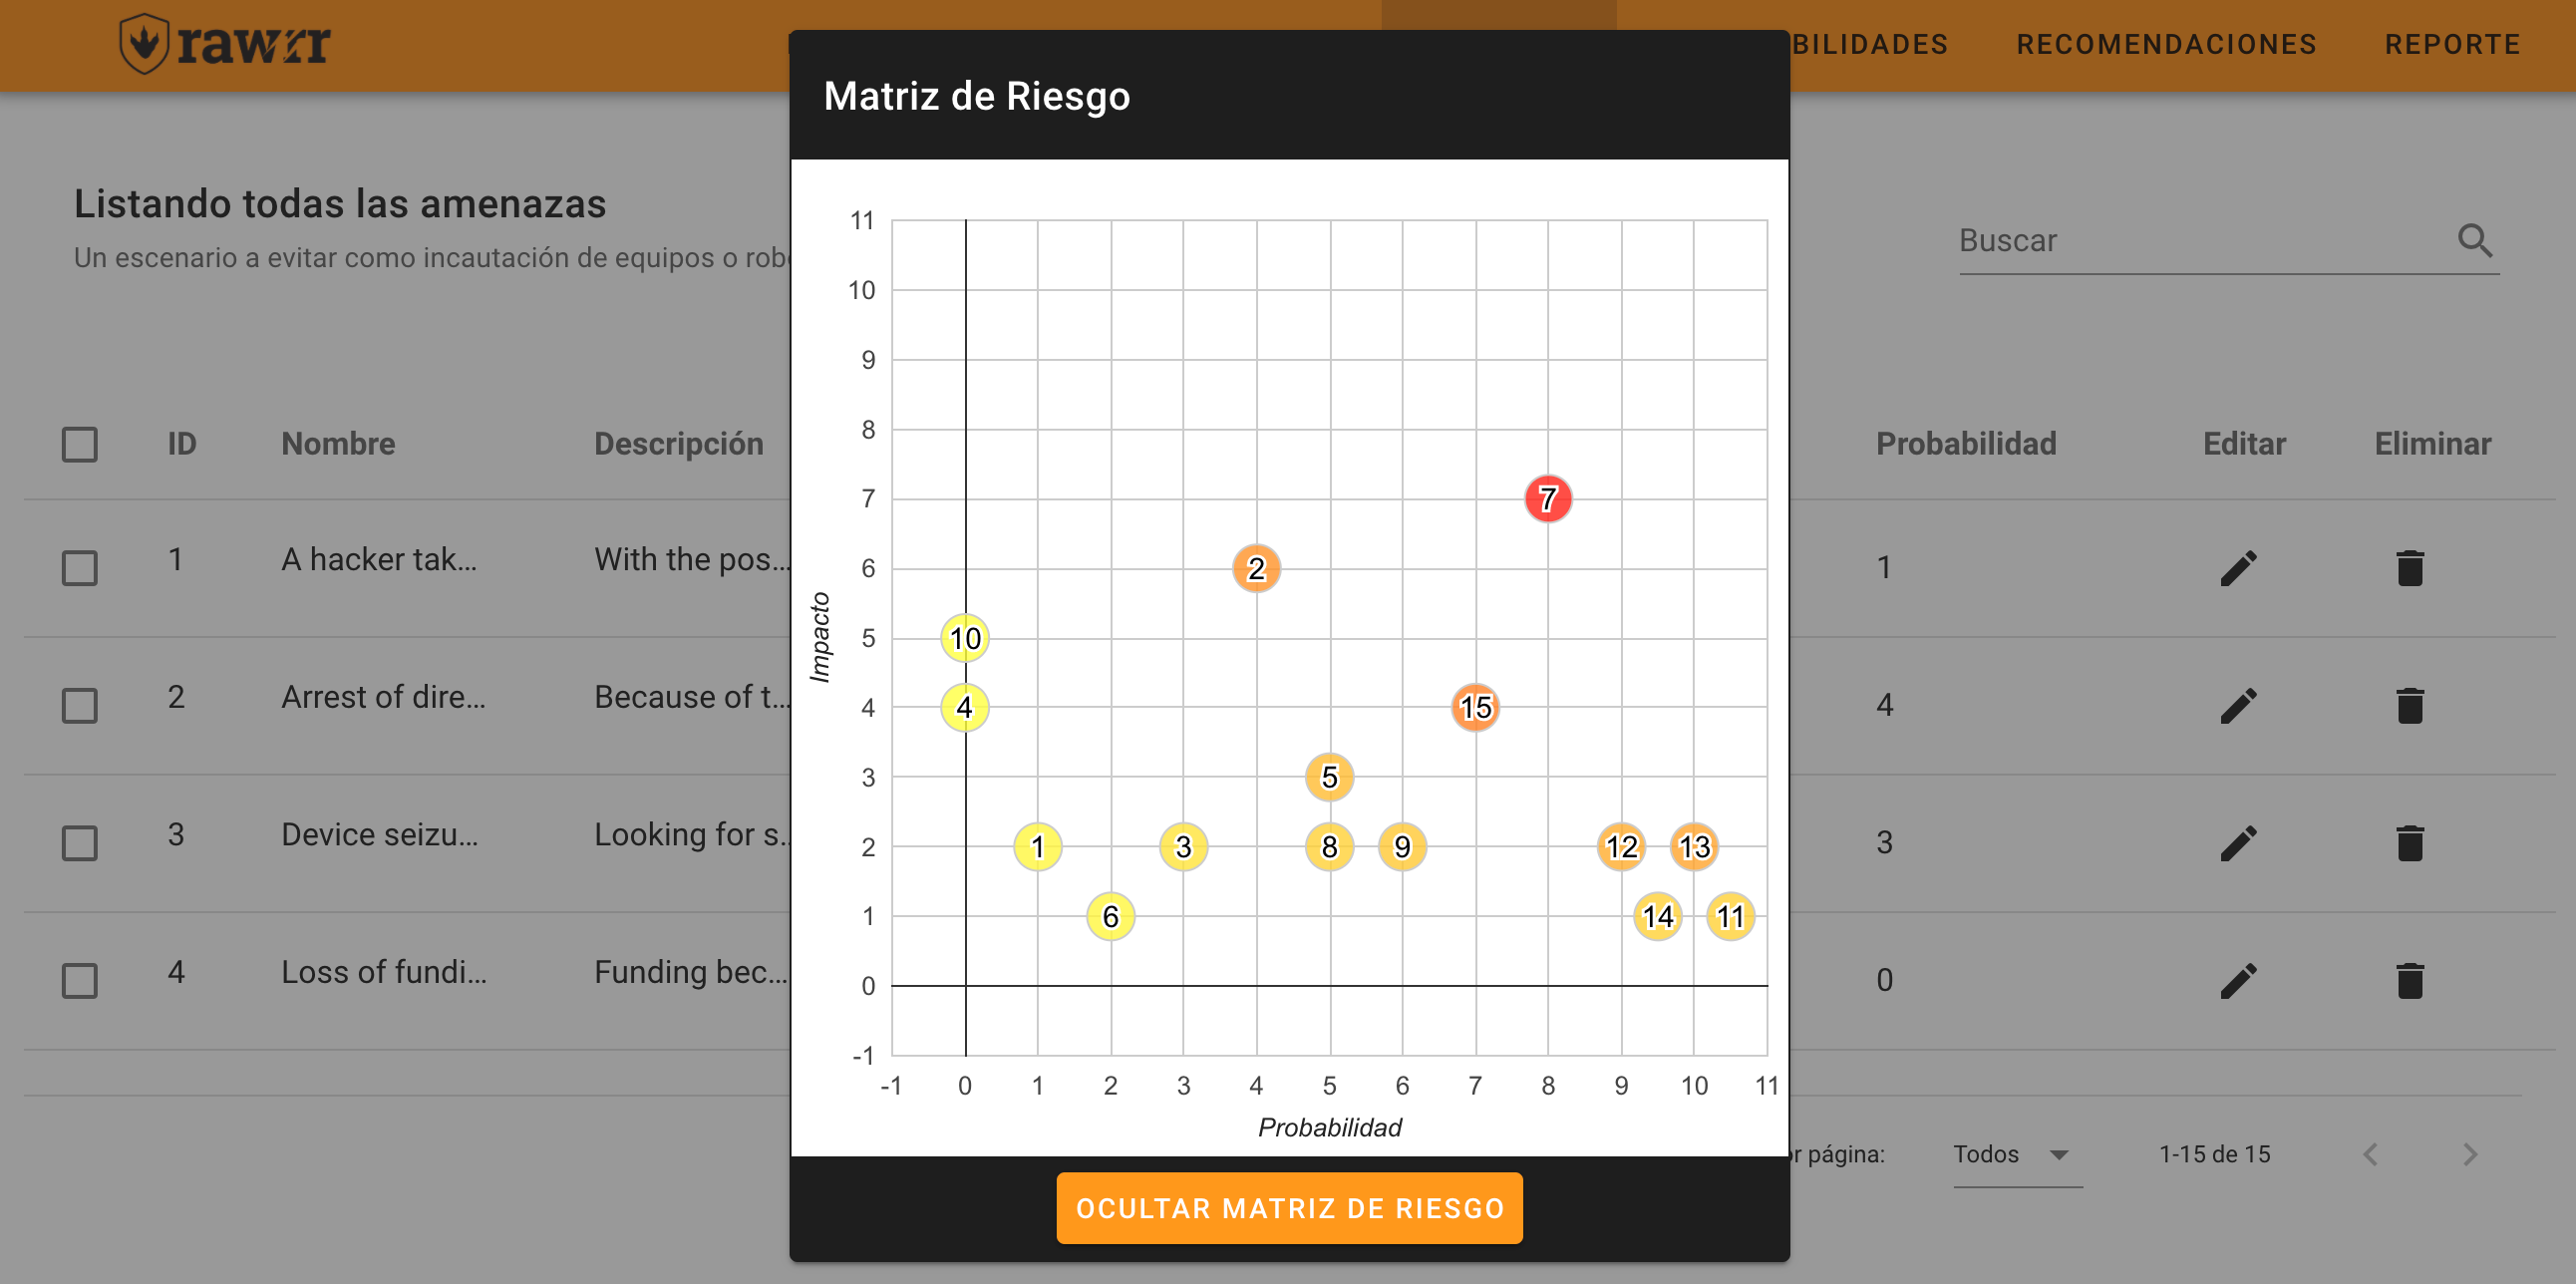 rawrr
BILIDADES
RECOMENDACIONES
REPORTE
Matriz de Riesgo
Listando todas las amenazas
Un escenario a evitar como incautación de equipos o rob
Buscar
ID Nombre Descripción Probabilidad Editar Eliminar
1 A hacker tak... With the pos... 1
2 Arrest of dire... Because of t... 4
3 Device seizu... Looking for s.. 3
4 Loss of fundi... Funding bec... 0
11
10
9
8
7
6
5
4
3
2
1
0
-1
Impacto
7
2
10
4
15
5
1 3 8 9 12 13
6 14 11
-1 0 1 2 3 4 5 6 7 8 9 10 11
Probabilidad
r página: Todos 1-15 de 15
OCULTAR MATRIZ DE RIESGO